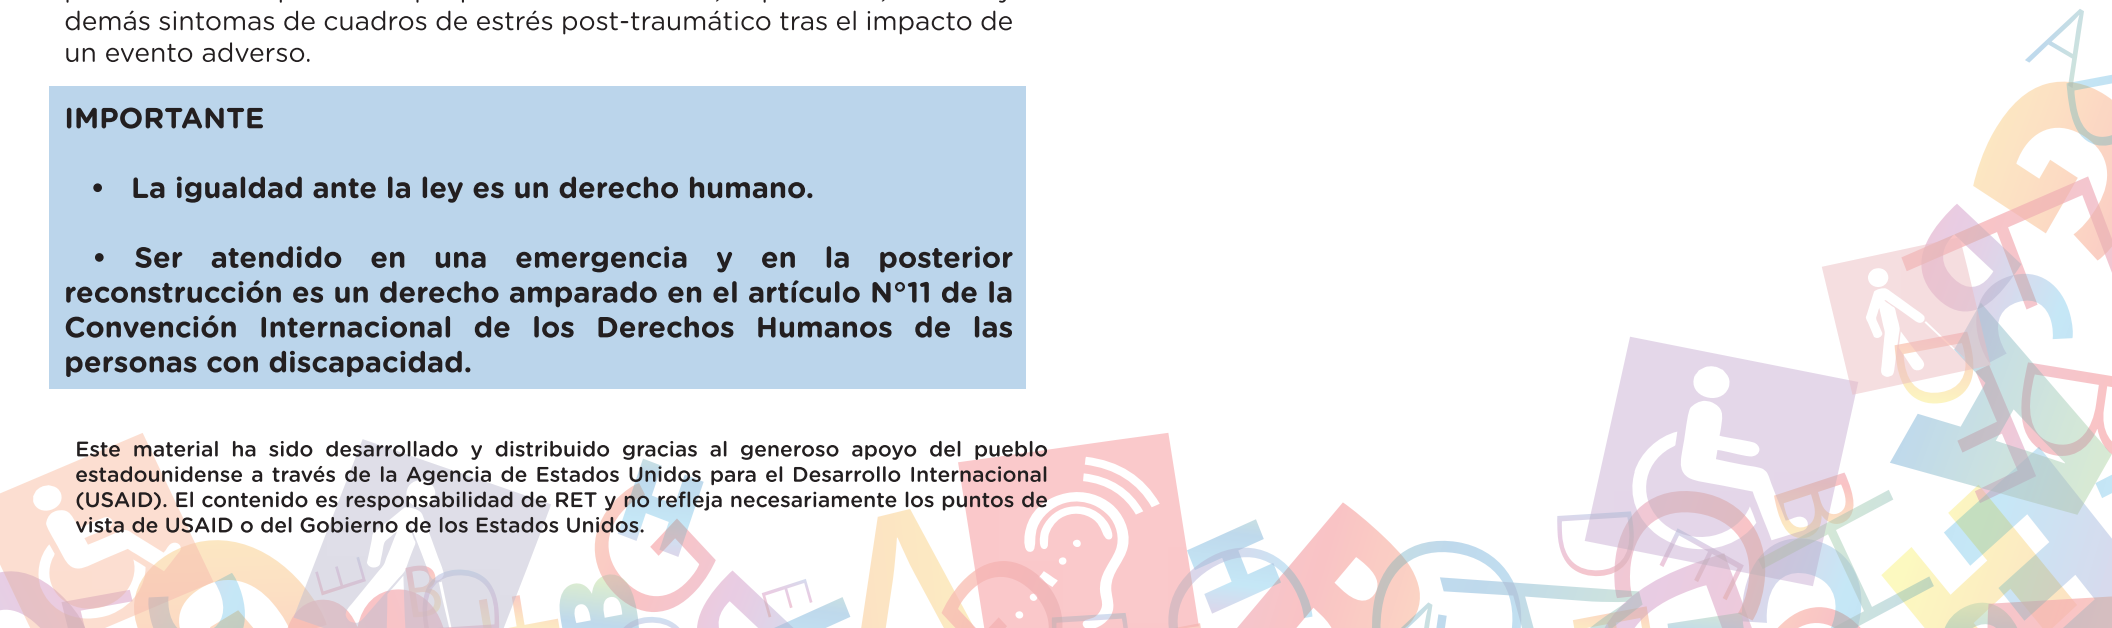 demás sintomas de cuadros de estrés post-traumático tras el impacto de
un evento adverso.
IMPORTANTE
• La igualdad ante la ley es un derecho humano.
• Ser atendido en una emergencia y en la posterior
reconstrucción es un derecho amparado en el artículo N°11 de la
Convención Internacional de los Derechos Humanos de las
personas con discapacidad.
Este material ha sido desarrollado y distribuido gracias al generoso apoyo del pueblo
estadounidense a través de la Agencia de Estados Unidos para el Desarrollo Internacional
(USAID). El contenido es responsabilidad de RET y no refleja necesariamente los puntos de
vista de USAID o del Gobierno de los Estados Unidos.